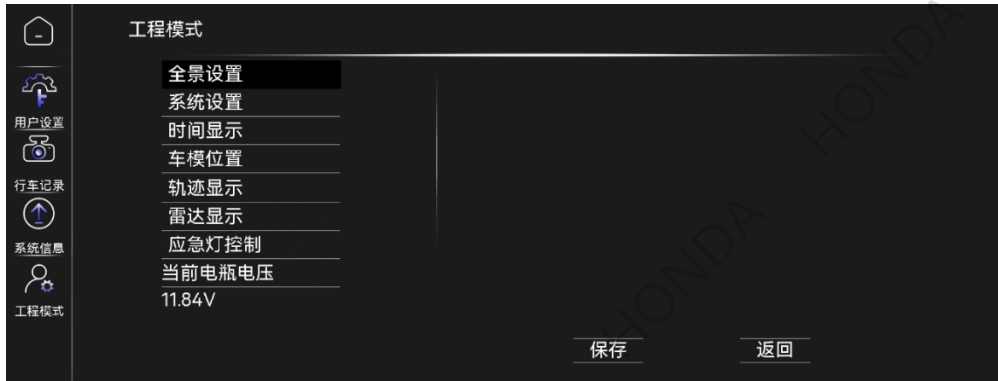 工程模式
用户设置
行车记录
系统信息
工程模式
全景设置
系统设置
时间显示
车模位置
轨迹显示
雷达显示
应急灯控制
当前电瓶电压
11.84V
保存
返回
HONDA
HONDA